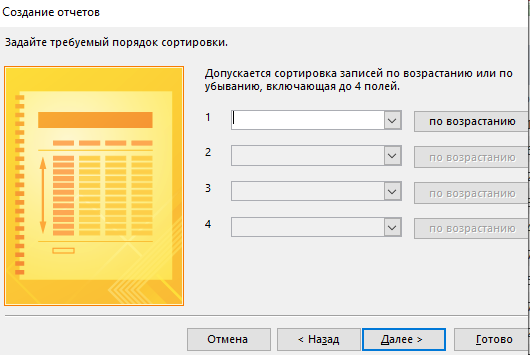 Создание отчетов
Задайте требуемый порядок сортировки.
Допускается сортировка записей по возрастанию или по
убыванию, включающая до 4 полей.
1 по возрастанию
2 по возрастанию
3 по возрастанию
4 по возрастанию
Отмена < Назад Далее > Готово